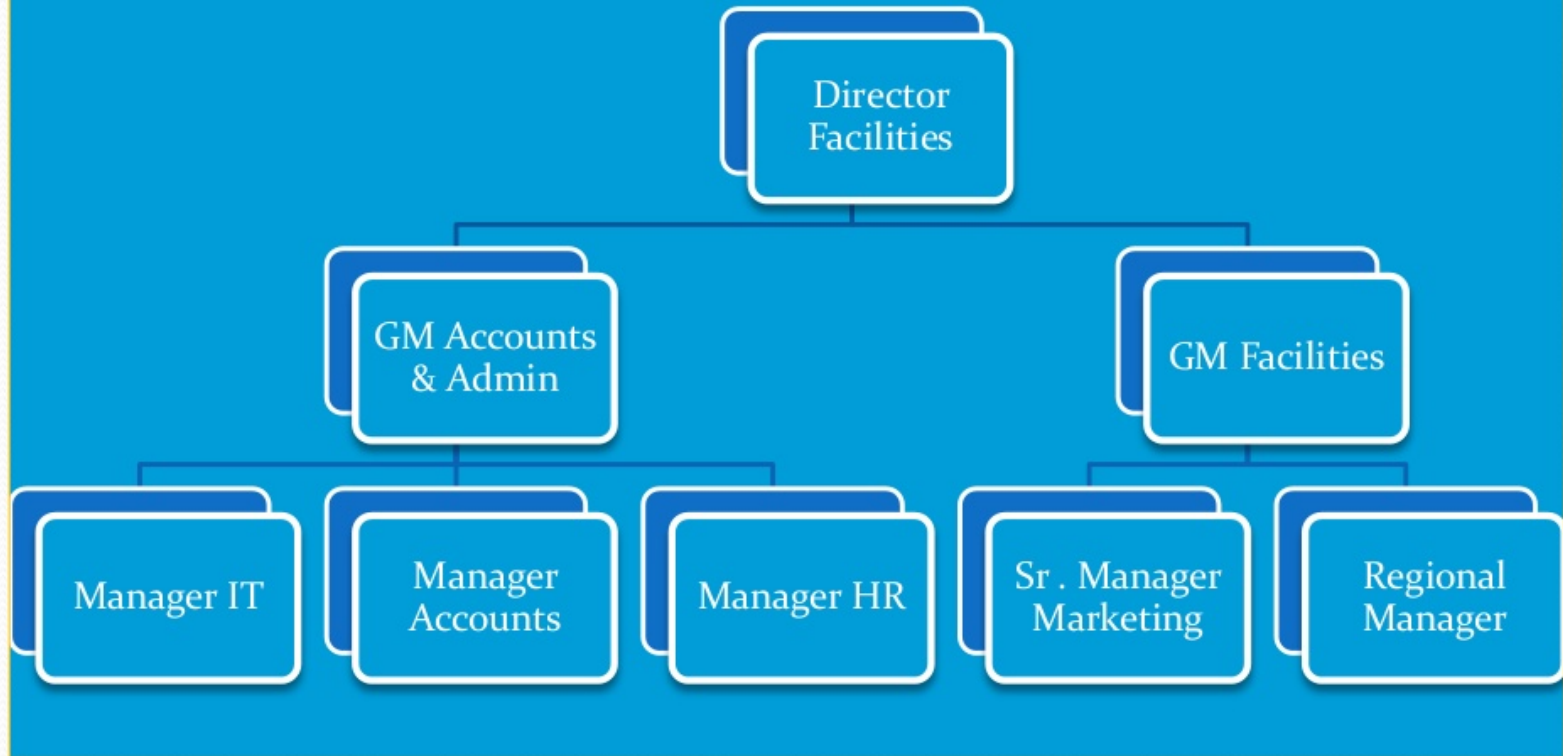 Director
Facilities
GM Accounts
& Admin
GM Facilities
Manager IT
Manager
Accounts
Manager HR
Sr . Manager
Marketing
Regional
Manager